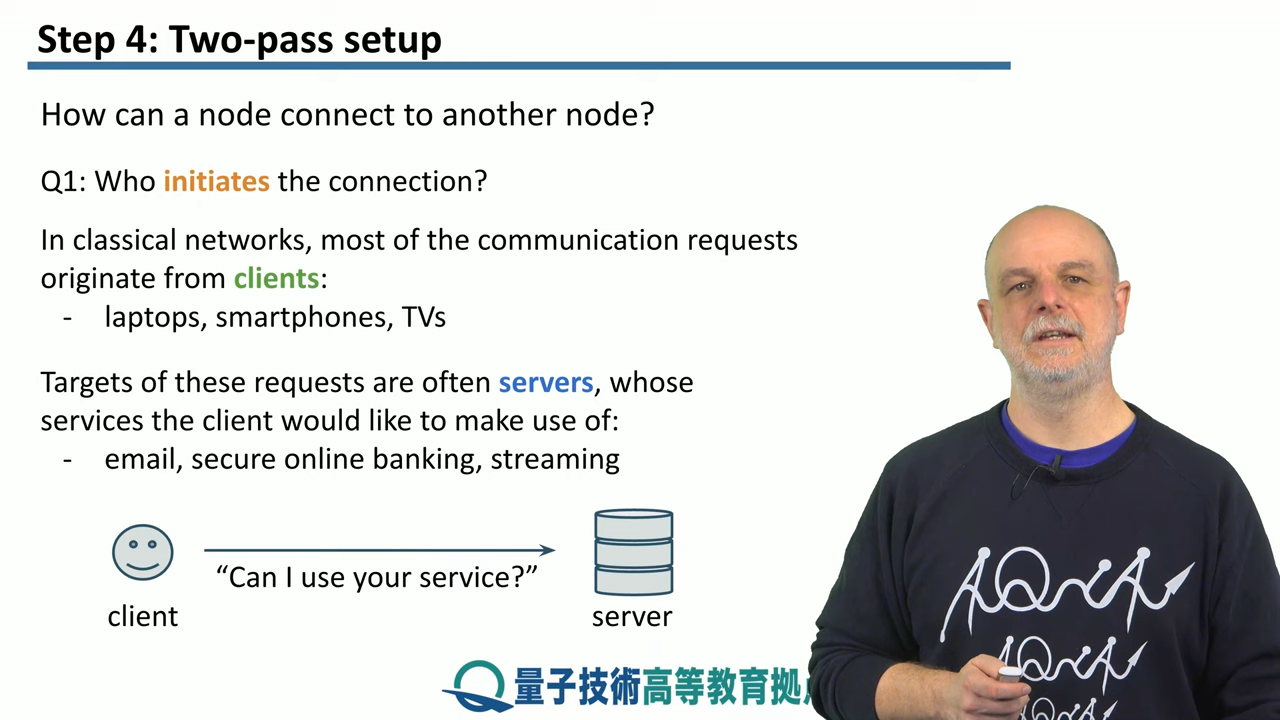 Step 4: Two-pass setup
How can a node connect to another node?
Q1: Who initiates the connection?
In classical networks, most of the communication requests
originate from clients:
- laptops, smartphones, TVs
Targets of these requests are often servers, whose
services the client would like to make use of:
- email, secure online banking, streaming
"Can I use your service?"
client
server
量子技術高等教育拠点
AQUA
AQUA